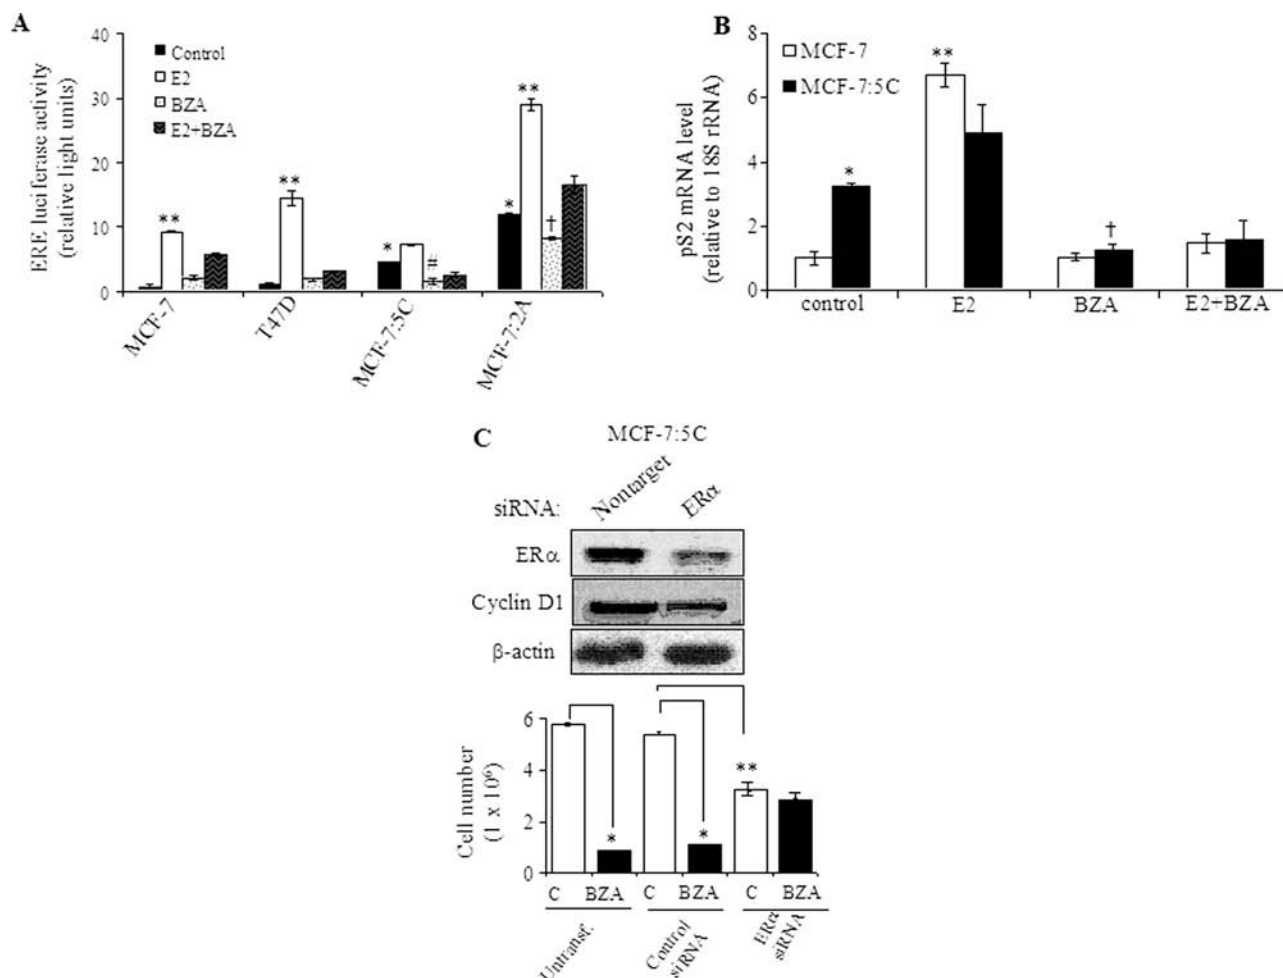 A
ERE luciferase activity
(relative light units)
40
30
20
10
0
Control
E2
BZA
E2+BZA
**
**
*
#
*
**
†
MCF-7
T47D
MCF-7:5C
MCF-7:2A
B
pS2 mRNA level
(relative to 18S rRNA)
8
6
4
2
0
MCF-7
MCF-7:5C
*
**
†
control
E2
BZA
E2+BZA
C
MCF-7:5C
siRNA:
Nontarget
ERα
ERα
Cyclin D1
β-actin
Cell number
(1 x 10⁶)
6
4
2
0
*
*
**
C BZA C BZA C BZA
Untransf.
Control
siRNA
ERα
siRNA